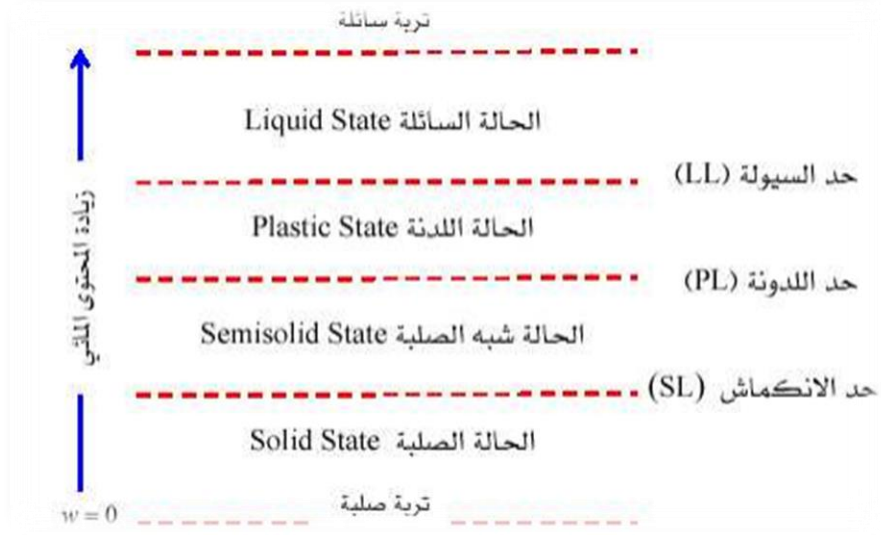 تربة سائلة
الحالة السائلة Liquid State
حد السيولة (LL)
الحالة اللدنة Plastic State
حد اللدونة (PL)
زيادة المحتوى المائي
الحالة شبه الصلبة Semisolid State
حد الانكماش (SL)
الحالة الصلبة Solid State
تربة صلبة
w = 0